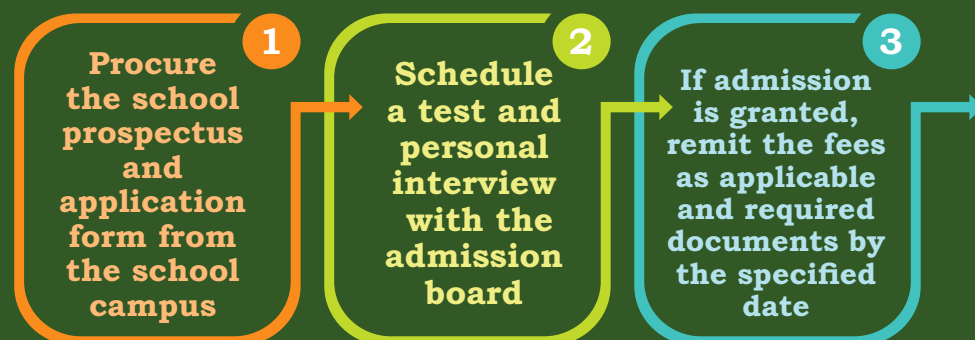 1
Procure
the school
prospectus
and
application
form from
the school
campus
2
Schedule
a test and
personal
interview
with the
admission
board
3
If admission
is granted,
remit the fees
as applicable
and required
documents by
the specified
date